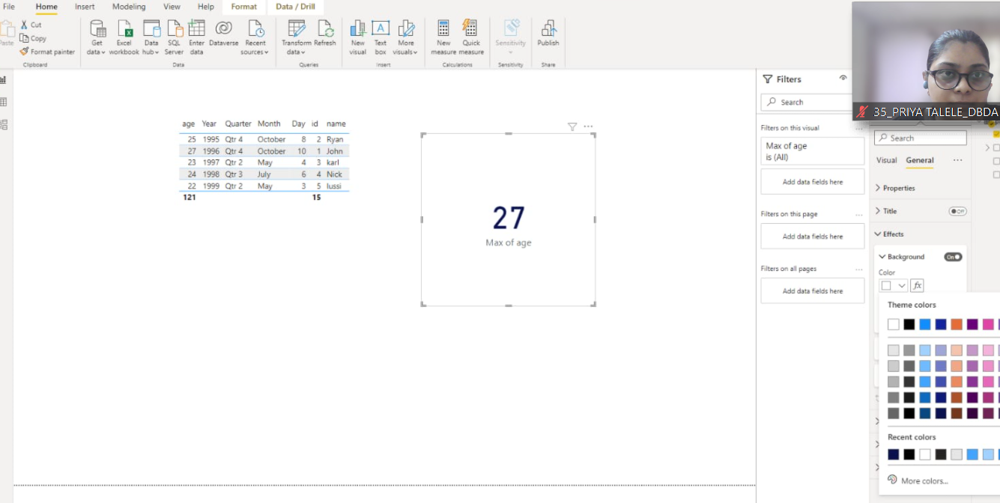 File Home Insert Modeling View Help Format Data / Drill
Paste
Cut
Copy
Format painter
Clipboard
Get data
Excel workbook
Data hub
SQL Server
Enter data
Dataverse
Recent sources
Data
Transform data
Refresh
Queries
New visual
Text box
More visuals
Insert
New measure
Quick measure
Calculations
Sensitivity
Sensitivity
Publish
Share
35_PRIYA TALELE_DBDA
age Year Quarter Month Day id name
25 1995 Qtr 4 October 8 2 Ryan
27 1996 Qtr 4 October 10 1 John
23 1997 Qtr 2 May 4 3 karl
24 1998 Qtr 3 July 6 4 Nick
22 1999 Qtr 2 May 3 5 lussi
121 15
27
Max of age
Filters
Search
Filters on this visual
Max of age
is (All)
Add data fields here
Filters on this page
Add data fields here
Filters on all pages
Add data fields here
Search
Visual General
Properties
Title Off
Effects
Background On
Color
fx
Theme colors
Recent colors
More colors...